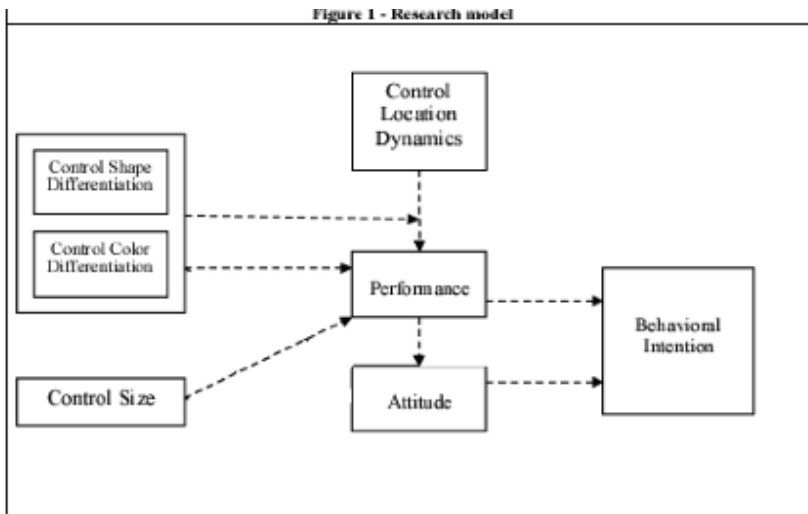 Figure 1 - Research model
Control
Location
Dynamics
Control Shape
Differentiation
Control Color
Differentiation
Performance
Behavioral
Intention
Control Size
Attitude